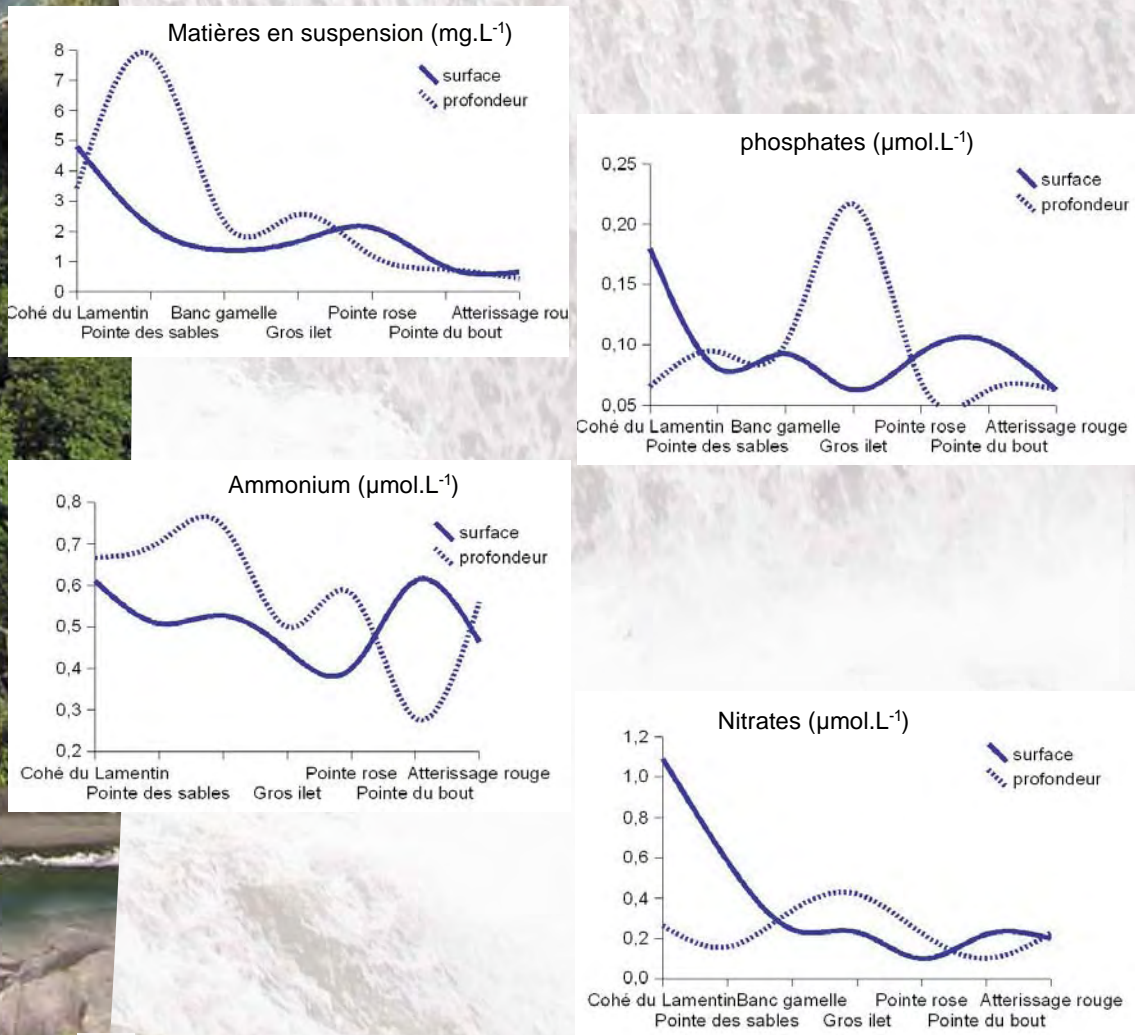 Matières en suspension (mg.L-1)
8
7
6
5
4
3
2
1
0
surface
profondeur
Cohé du Lamentin Banc gamelle Pointe rose Atterissage rou
Pointe des sables Gros ilet Pointe du bout
phosphates (µmol.L-1)
0,25
0,20
0,15
0,10
0,05
surface
profondeur
Cohé du Lamentin Banc gamelle Pointe rose Atterissage rouge
Pointe des sables Gros ilet Pointe du bout
Ammonium (µmol.L-1)
0,8
0,7
0,6
0,5
0,4
0,3
0,2
surface
profondeur
Cohé du Lamentin Pointe rose Atterissage rouge
Pointe des sables Gros ilet Pointe du bout
Nitrates (µmol.L-1)
1,2
1,0
0,8
0,6
0,4
0,2
0,0
surface
profondeur
Cohé du Lamentin Banc gamelle Pointe rose Atterissage rouge
Pointe des sables Gros ilet Pointe du bout